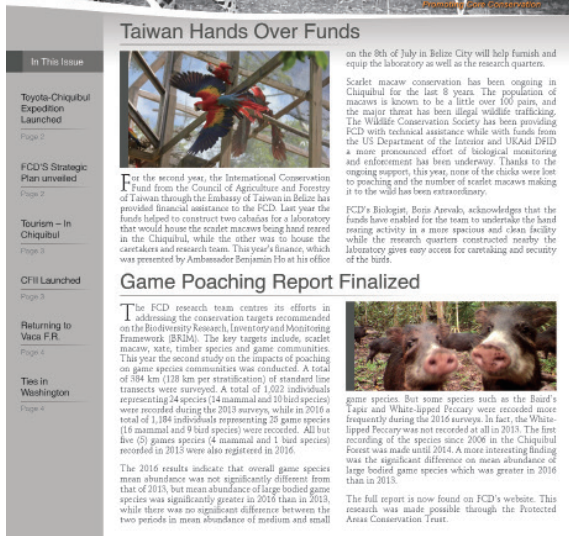 Promoting Good Conservation
Taiwan Hands Over Funds
In This Issue
Toyota-Chiquibul
Expedition
Launched
Page 2
FCD'S Strategic
Plan unveiled
Page 2
Tourism – In
Chiquibul
Page 3
CFII Launched
Page 3
Returning to
Vaca F.R.
Page 4
Ties in
Washington
Page 4
For the second year, the International Conservation
Fund from the Council of Agriculture and Forestry
of Taiwan through the Embassy of Taiwan in Belize has
provided financial assistance to the FCD. Last year the
funds helped to construct two cabañas for a laboratory
that would house the scarlet macaws being hand reared
in the Chiquibul, while the other was to house the
caretakers and research team. This year's finance, which
was presented by Ambassador Benjamin Ho at his office
on the 8th of July in Belize City will help furnish and
equip the laboratory as well as the research quarters.
Scarlet macaw conservation has been ongoing in
Chiquibul for the last 8 years. The population of
macaws is known to be a little over 100 pairs, and
the major threat has been illegal wildlife trafficking.
The Wildlife Conservation Society has been providing
FCD with technical assistance while with funds from
the US Department of the Interior and UKAid DFID
a more pronounced effort of biological monitoring
and enforcement has been underway. Thanks to the
ongoing support, this year, none of the chicks were lost
to poaching and the number of scarlet macaws making
it to the wild has been extraordinary.
FCD's Biologist, Boris Arevalo, acknowledges that the
funds have enabled for the team to undertake the hand
rearing activity in a more spacious and clean facility
while the research quarters constructed nearby the
laboratory gives easy access for caretaking and security
of the birds.
Game Poaching Report Finalized
The FCD research team centres its efforts in
addressing the conservation targets recommended
on the Biodiversity Research, Inventory and Monitoring
Framework (BRIM). The key targets include, scarlet
macaw, xate, timber species and game communities.
This year the second study on the impacts of poaching
on game species communities was conducted. A total
of 384 km (128 km per stratification) of standard line
transects were surveyed. A total of 1,022 individuals
representing 24 species (14 mammal and 10 bird species)
were recorded during the 2013 surveys, while in 2016 a
total of 1,184 individuals representing 25 game species
(16 mammal and 9 bird species) were recorded. All but
five (5) games species (4 mammal and 1 bird species)
recorded in 2013 were also registered in 2016.
The 2016 results indicate that overall game species
mean abundance was not significantly different from
that of 2013, but mean abundance of large bodied game
species was significantly greater in 2016 than in 2013,
while there was no significant difference between the
two periods in mean abundance of medium and small
game species. But some species such as the Baird's
Tapir and White-lipped Peccary were recorded more
frequently during the 2016 surveys. In fact, the White-
lipped Peccary was not recorded at all in 2013. The first
recording of the species since 2006 in the Chiquibul
Forest was made until 2014. A more interesting finding
was the significant difference on mean abundance of
large bodied game species which was greater in 2016
than in 2013.
The full report is now found on FCD's website. This
research was made possible through the Protected
Areas Conservation Trust.